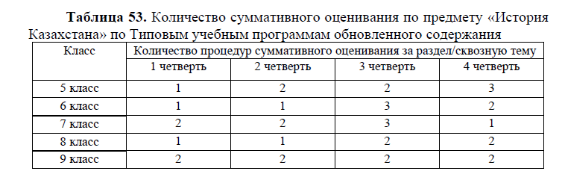 Таблица 53. Количество суммативного оценивания по предмету «История
Казахстана» по Типовым учебным программам обновленного содержания
Класс Количество процедур суммативного оценивания за раздел/сквозную тему
1 четверть 2 четверть 3 четверть 4 четверть
5 класс 1 2 2 3
6 класс 1 1 3 2
7 класс 2 2 3 1
8 класс 1 1 2 2
9 класс 2 2 2 2